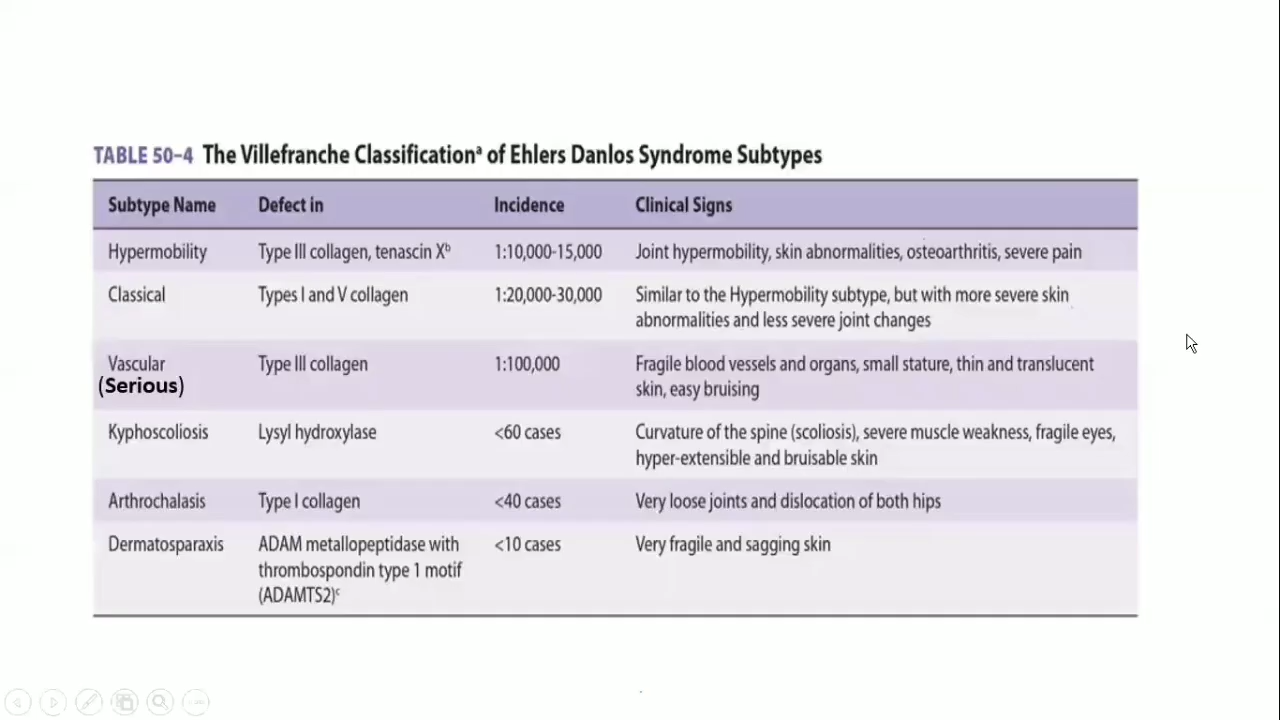 TABLE 50–4 The Villefranche Classificationᵃ of Ehlers Danlos Syndrome Subtypes
Subtype Name Defect in Incidence Clinical Signs
Hypermobility Type III collagen, tenascin Xᵇ 1:10,000-15,000 Joint hypermobility, skin abnormalities, osteoarthritis, severe pain
Classical Types I and V collagen 1:20,000-30,000 Similar to the Hypermobility subtype, but with more severe skin
abnormalities and less severe joint changes
Vascular Type III collagen 1:100,000 Fragile blood vessels and organs, small stature, thin and translucent
(Serious) skin, easy bruising
Kyphoscoliosis Lysyl hydroxylase <60 cases Curvature of the spine (scoliosis), severe muscle weakness, fragile eyes,
hyper-extensible and bruisable skin
Arthrochalasis Type I collagen <40 cases Very loose joints and dislocation of both hips
Dermatosparaxis ADAM metallopeptidase with <10 cases Very fragile and sagging skin
thrombospondin type 1 motif
(ADAMTS2)ᶜ